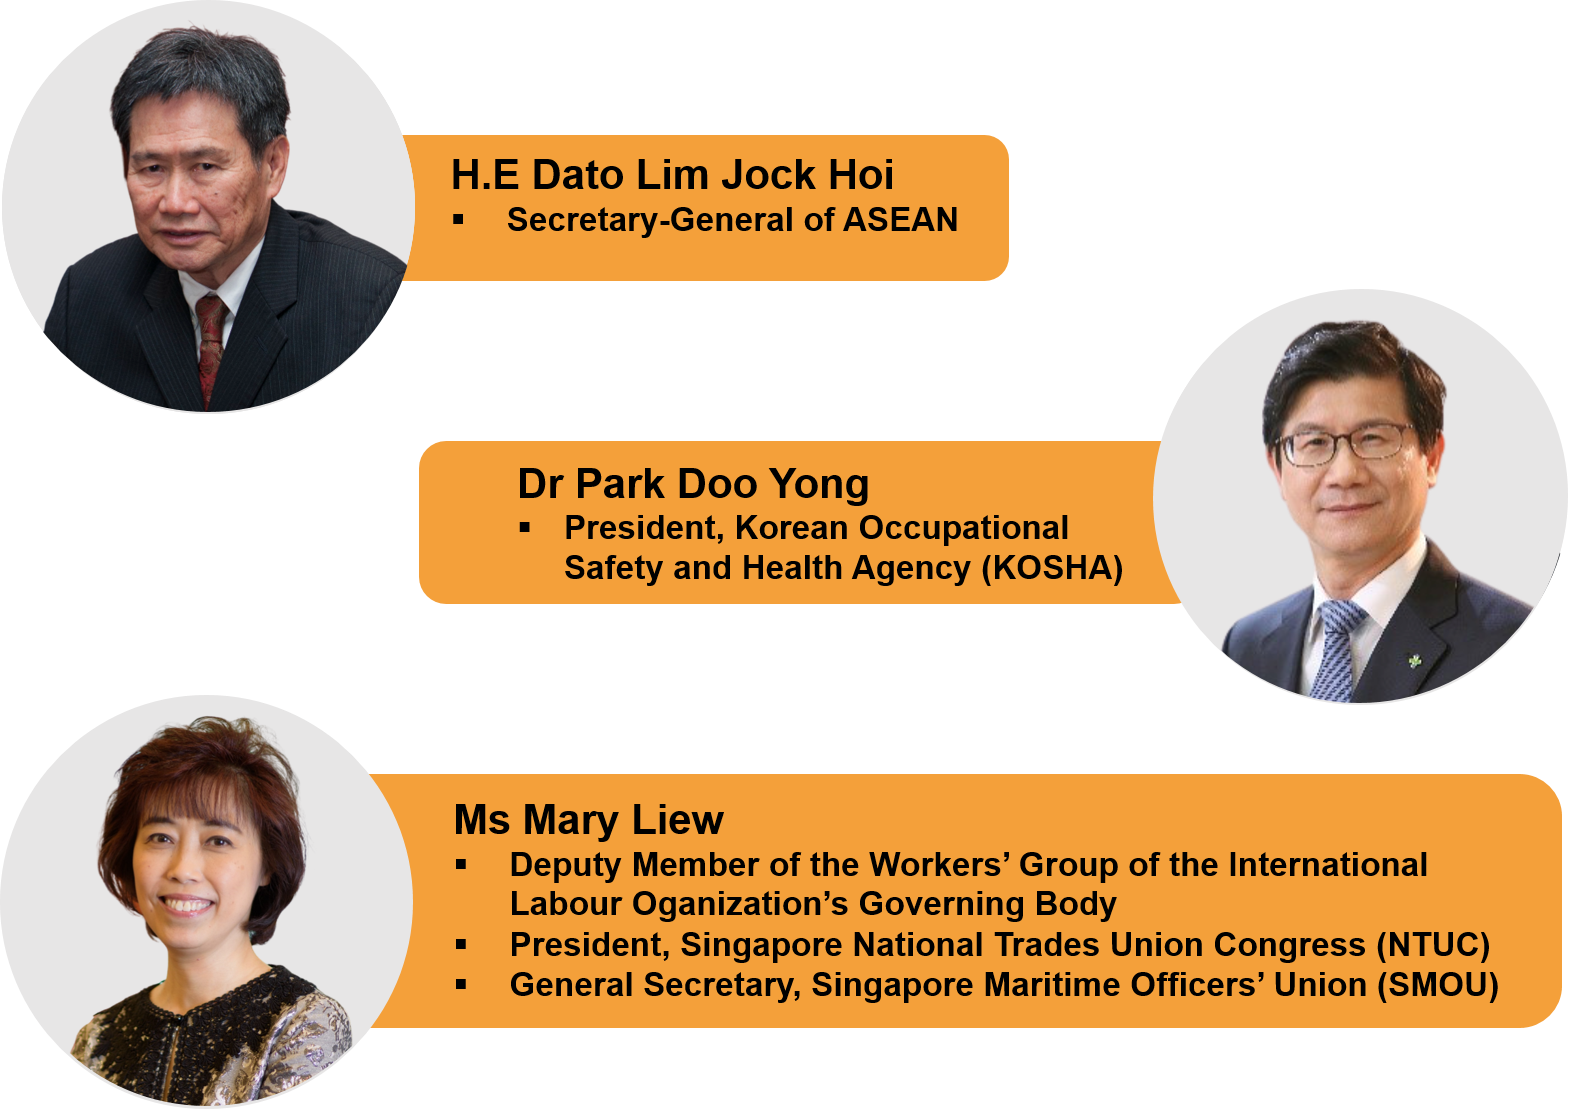 H.E Dato Lim Jock Hoi
▪ Secretary-General of ASEAN
Dr Park Doo Yong
▪ President, Korean Occupational
Safety and Health Agency (KOSHA)
Ms Mary Liew
▪ Deputy Member of the Workers’ Group of the International
Labour Oganization’s Governing Body
▪ President, Singapore National Trades Union Congress (NTUC)
▪ General Secretary, Singapore Maritime Officers’ Union (SMOU)